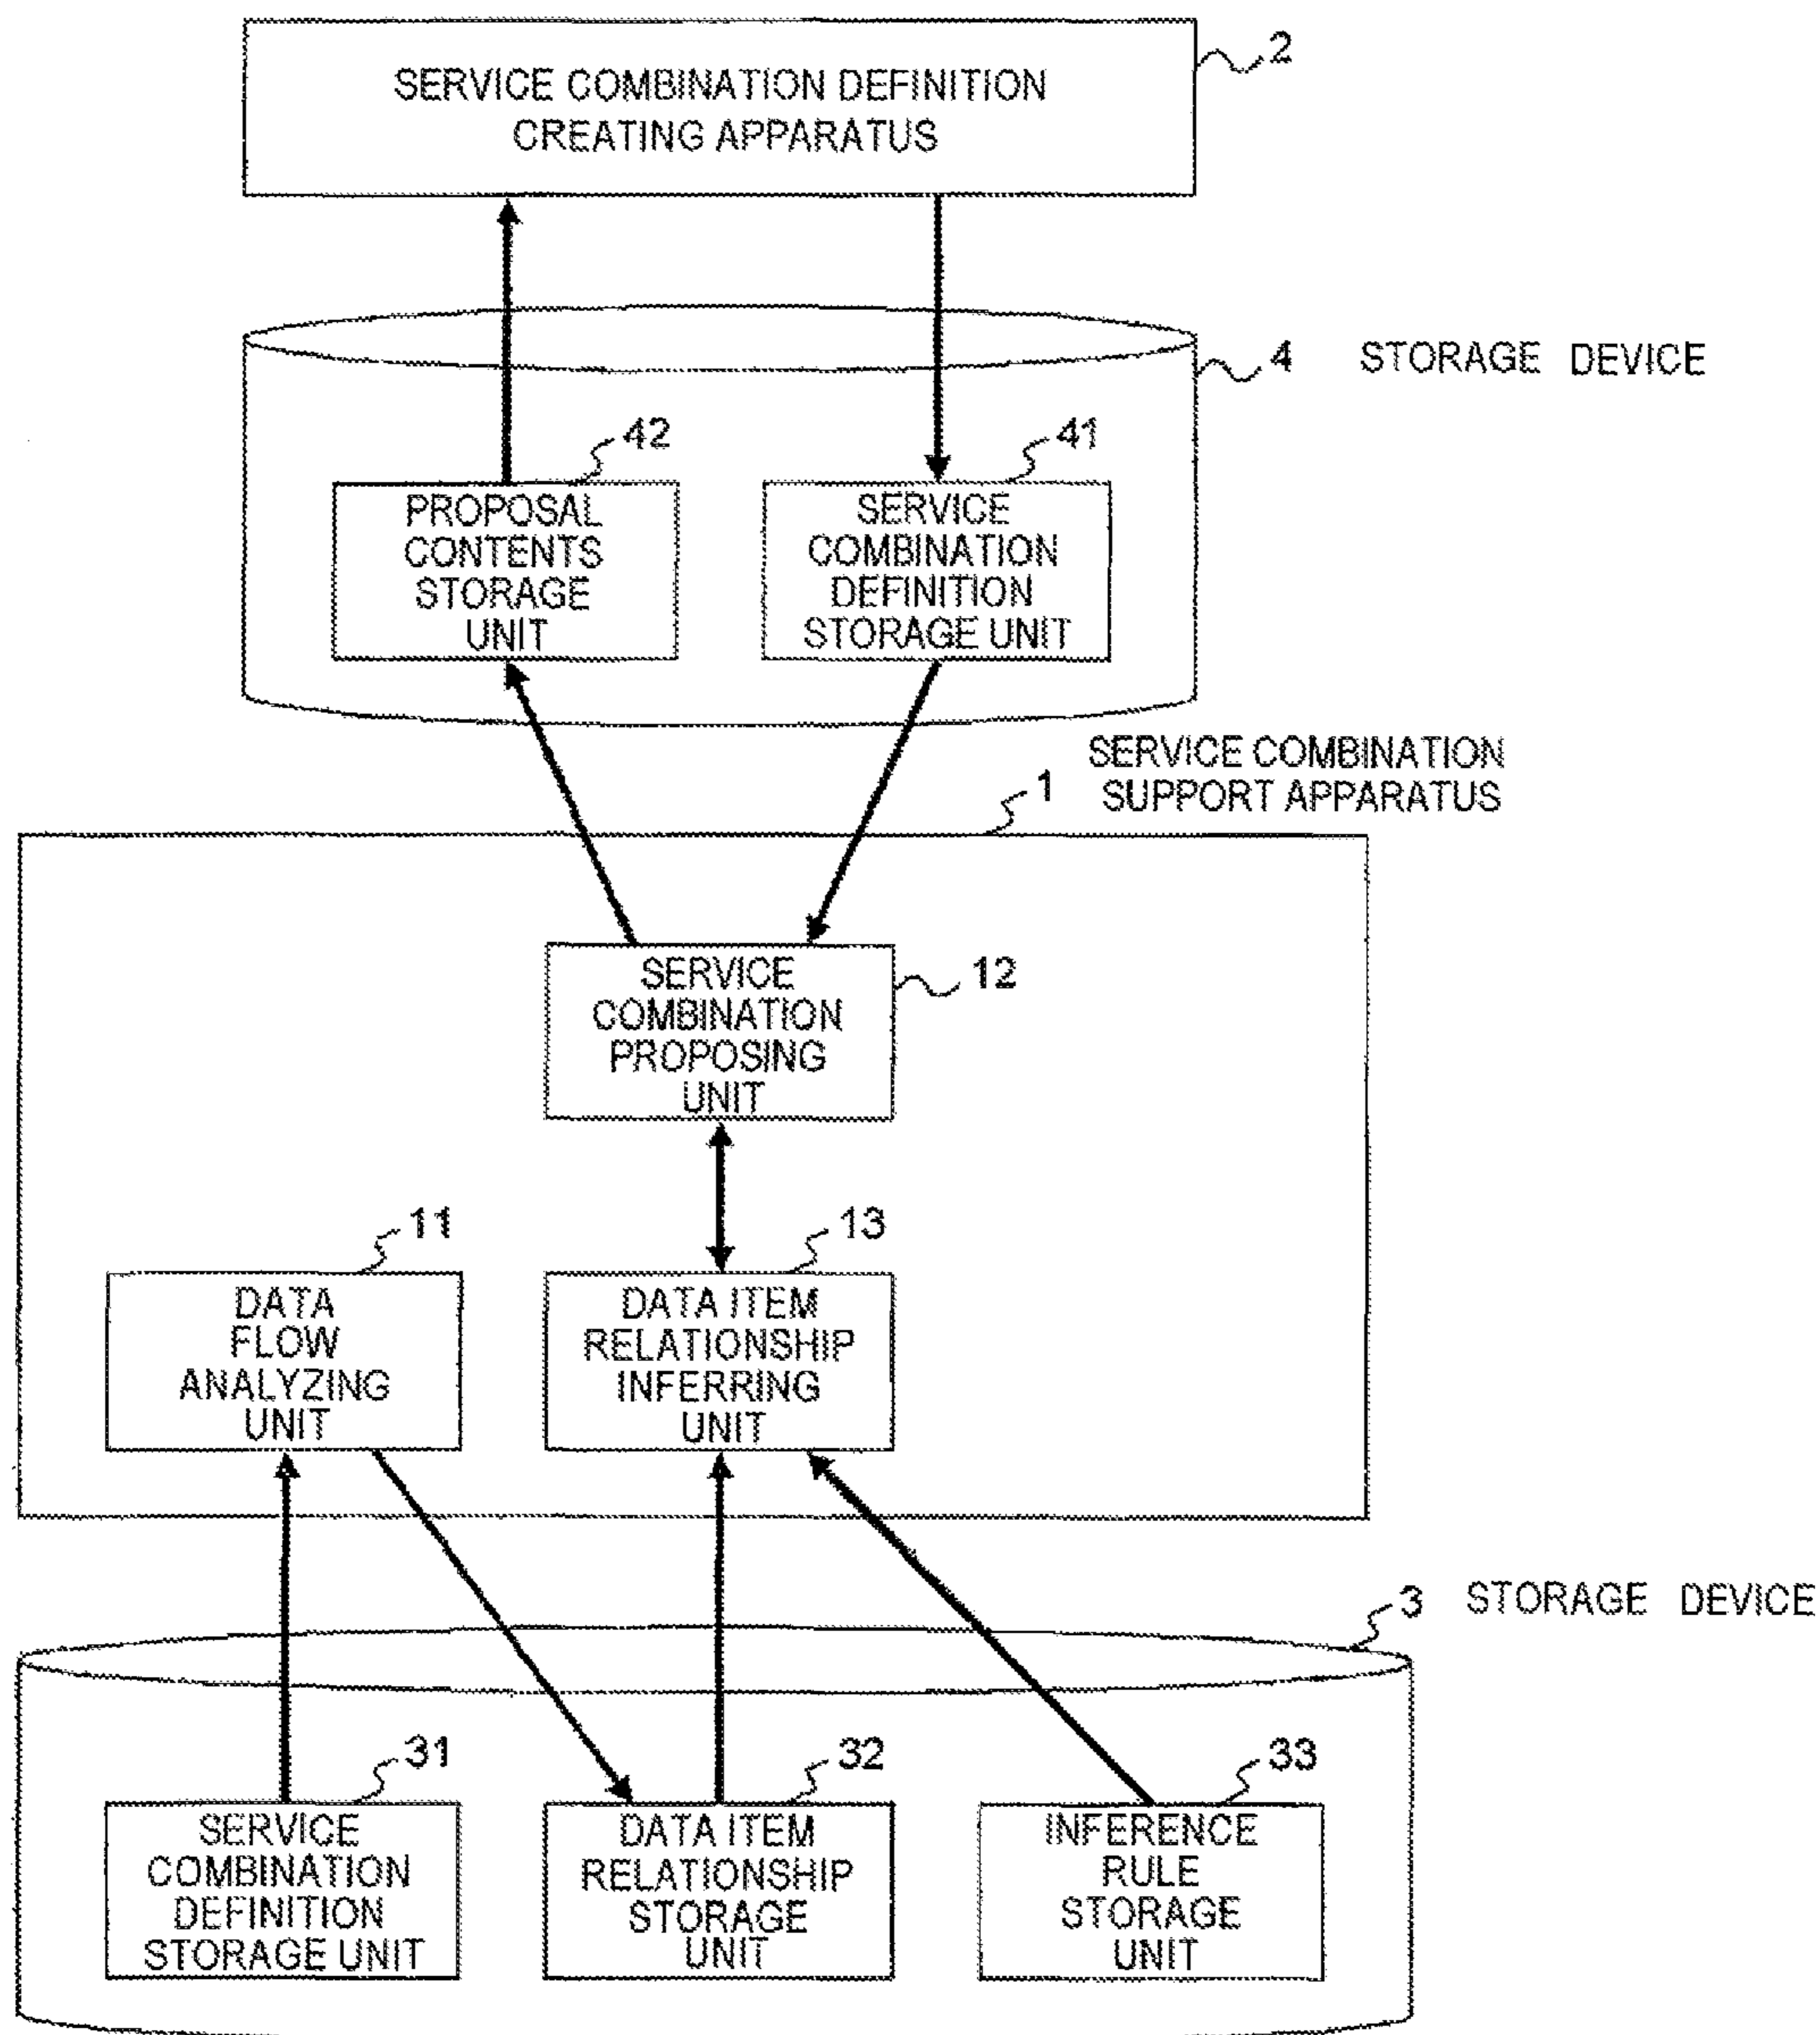 SERVICE COMBINATION DEFINITION
CREATING APPARATUS
2
4 STORAGE DEVICE
42
41
PROPOSAL
CONTENTS
STORAGE
UNIT
SERVICE
COMBINATION
DEFINITION
STORAGE UNIT
SERVICE COMBINATION
SUPPORT APPARATUS
1
SERVICE
COMBINATION
PROPOSING
UNIT
12
11
13
DATA
FLOW
ANALYZING
UNIT
DATA ITEM
RELATIONSHIP
INFERRING
UNIT
3 STORAGE DEVICE
31
32
33
SERVICE
COMBINATION
DEFINITION
STORAGE UNIT
DATA ITEM
RELATIONSHIP
STORAGE
UNIT
INFERENCE
RULE
STORAGE
UNIT